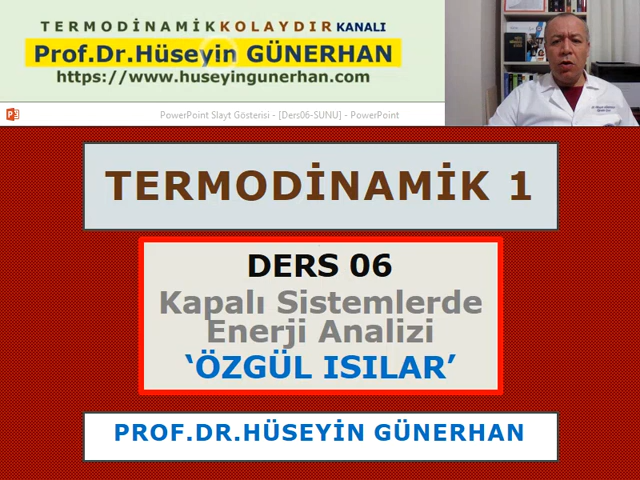 TERMODİNAMİKKOLAYDIR KANALI
Prof.Dr.Hüseyin GÜNERHAN
https://www.huseyingunerhan.com
PowerPoint Slayt Gösterisi - [Ders06-SUNU] - PowerPoint
TERMODİNAMİK 1
DERS 06
Kapalı Sistemlerde
Enerji Analizi
‘ÖZGÜL ISILAR’
PROF.DR.HÜSEYİN GÜNERHAN